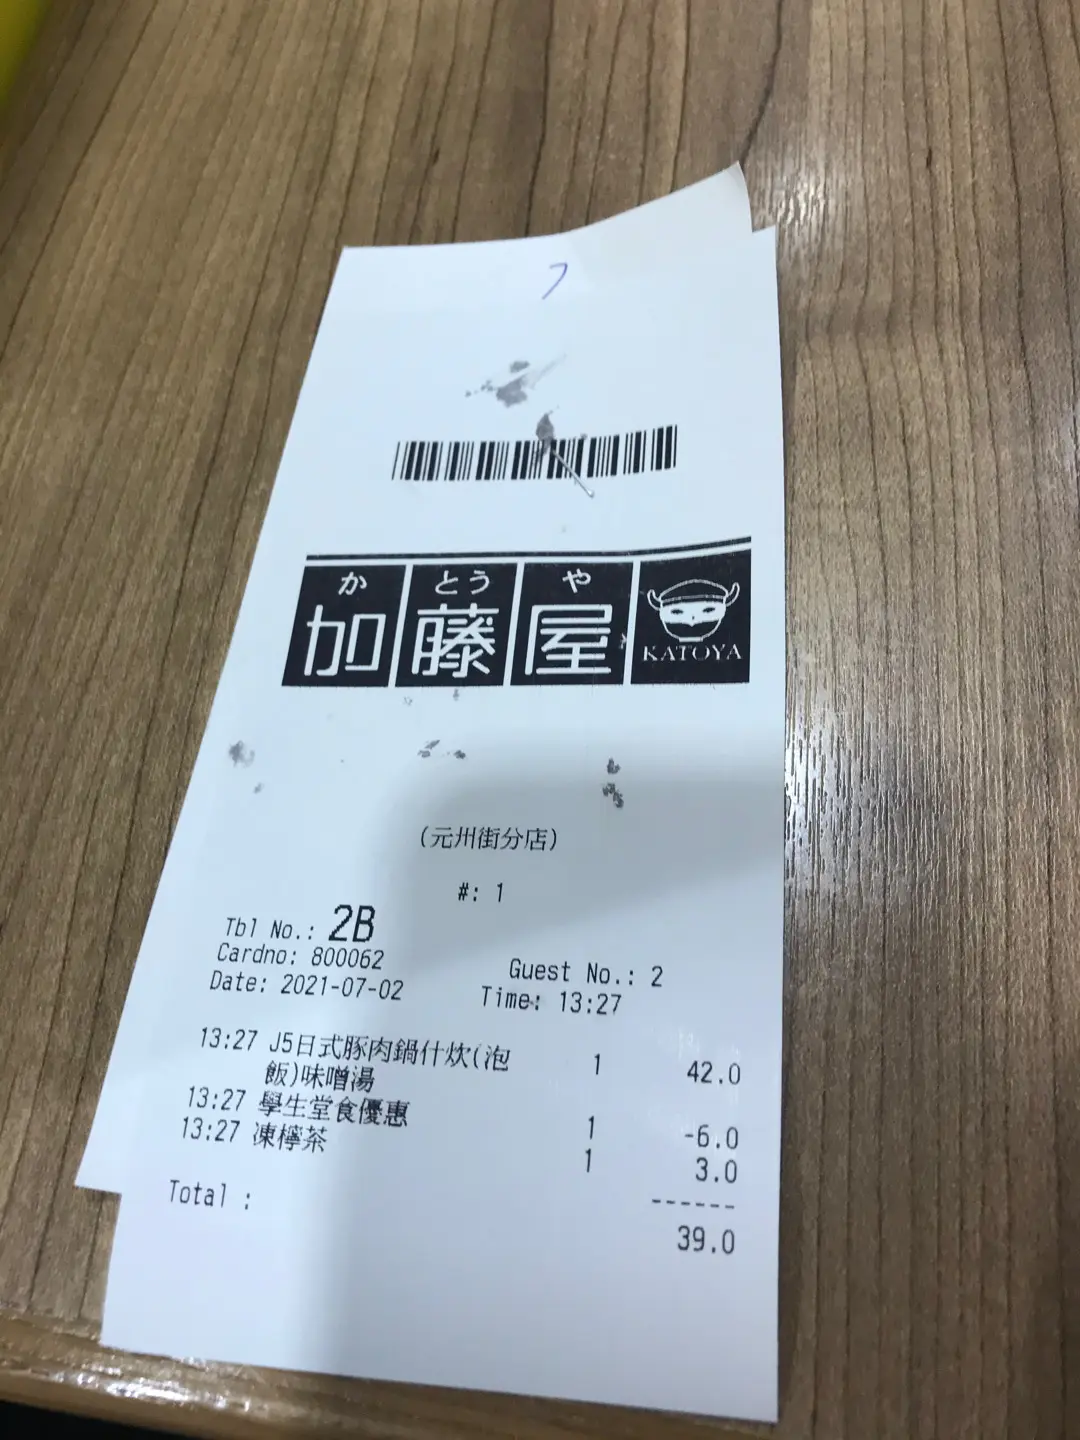 7
か とう や
加藤屋
KATOYA
(元州街分店)
#: 1
Tbl No.: 2B
Cardno: 800062 Guest No.: 2
Date: 2021-07-02 Time: 13:27
13:27 J5日式豚肉鍋什炊(泡 1 42.0
飯)味噌湯
13:27 學生堂食優惠 1 -6.0
13:27 凍檸茶 1 3.0
------
Total : 39.0